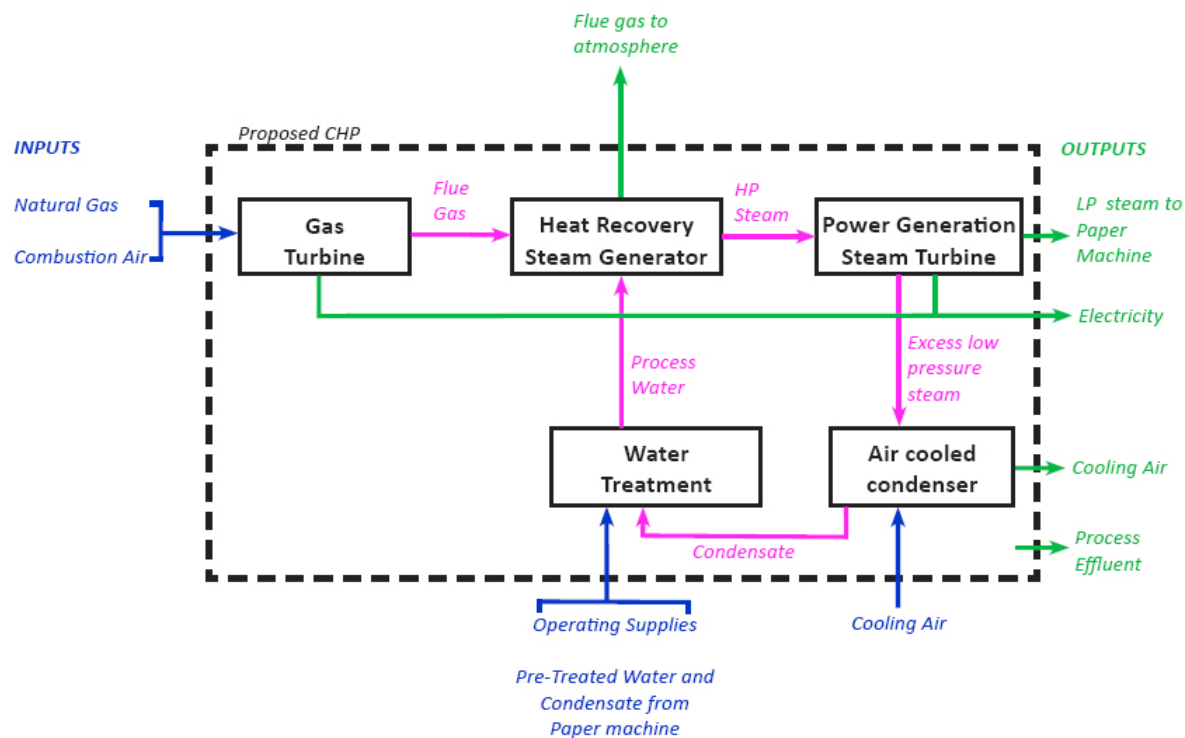 Flue gas to
atmosphere
Proposed CHP
INPUTS
OUTPUTS
Natural Gas
Combustion Air
Gas
Turbine
Flue
Gas
Heat Recovery
Steam Generator
HP
Steam
Power Generation
Steam Turbine
LP steam to
Paper
Machine
Electricity
Process
Water
Excess low
pressure
steam
Water
Treatment
Air cooled
condenser
Cooling Air
Condensate
Process
Effluent
Operating Supplies
Cooling Air
Pre-Treated Water and
Condensate from
Paper machine